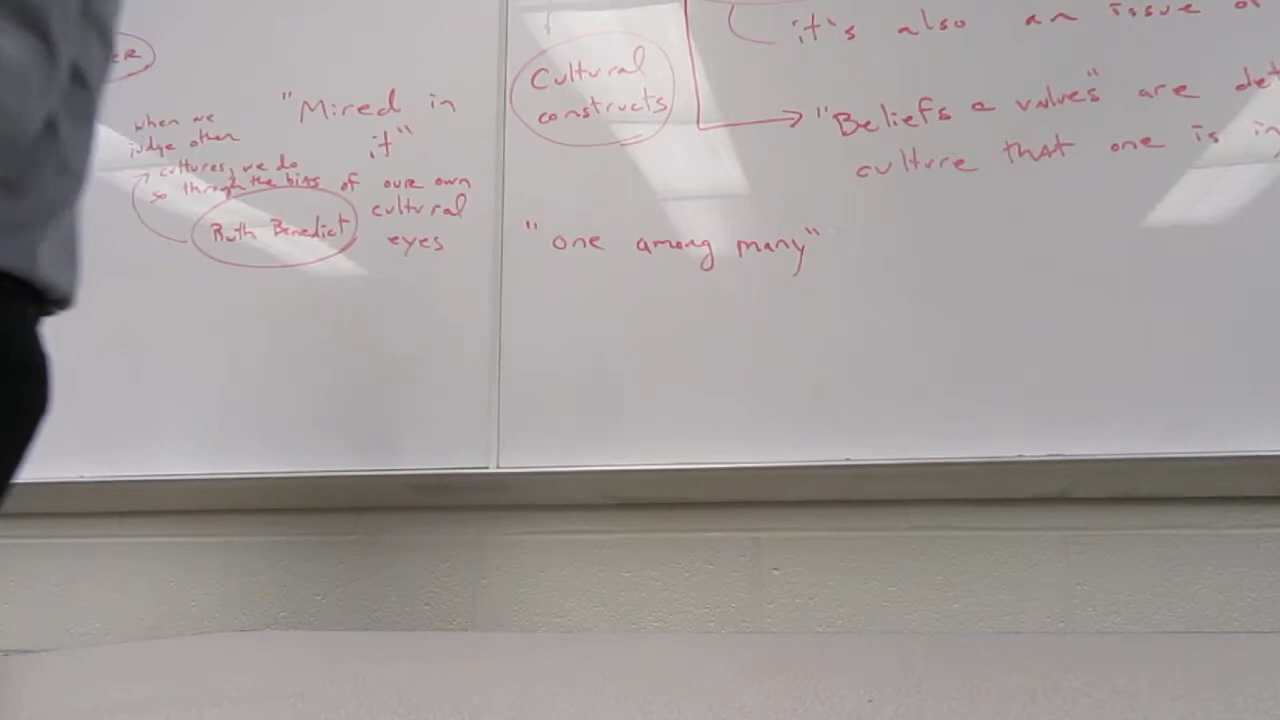 ER
when we
judge other
cultures, we do
so through the bias of our own
cultural
eyes
"Mired in
it"
Ruth Benedict
Cultural
constructs
it's also an issue
"Beliefs & values" are det
culture that one is in
"one among many"